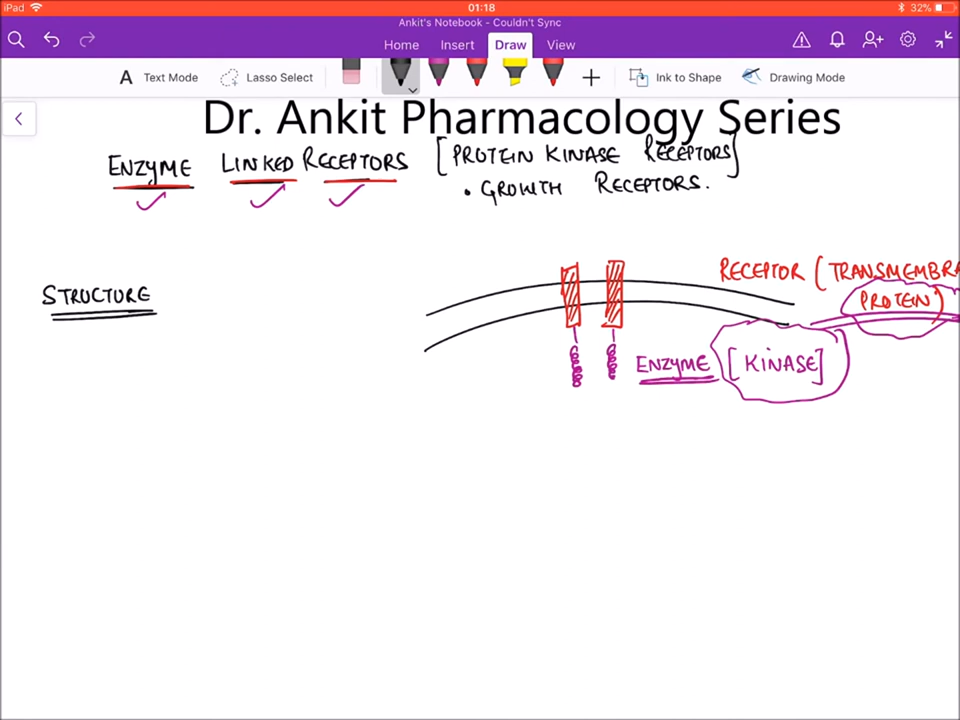 iPad 01:18 32%
Ankit's Notebook - Couldn't Sync
Home Insert Draw View
A Text Mode Lasso Select Ink to Shape Drawing Mode
Dr. Ankit Pharmacology Series
ENZYME LINKED RECEPTORS [PROTEIN KINASE RECEPTORS]
• GROWTH RECEPTORS.
RECEPTOR (TRANSMEMBRA
PROTEIN)
STRUCTURE
ENZYME [KINASE]